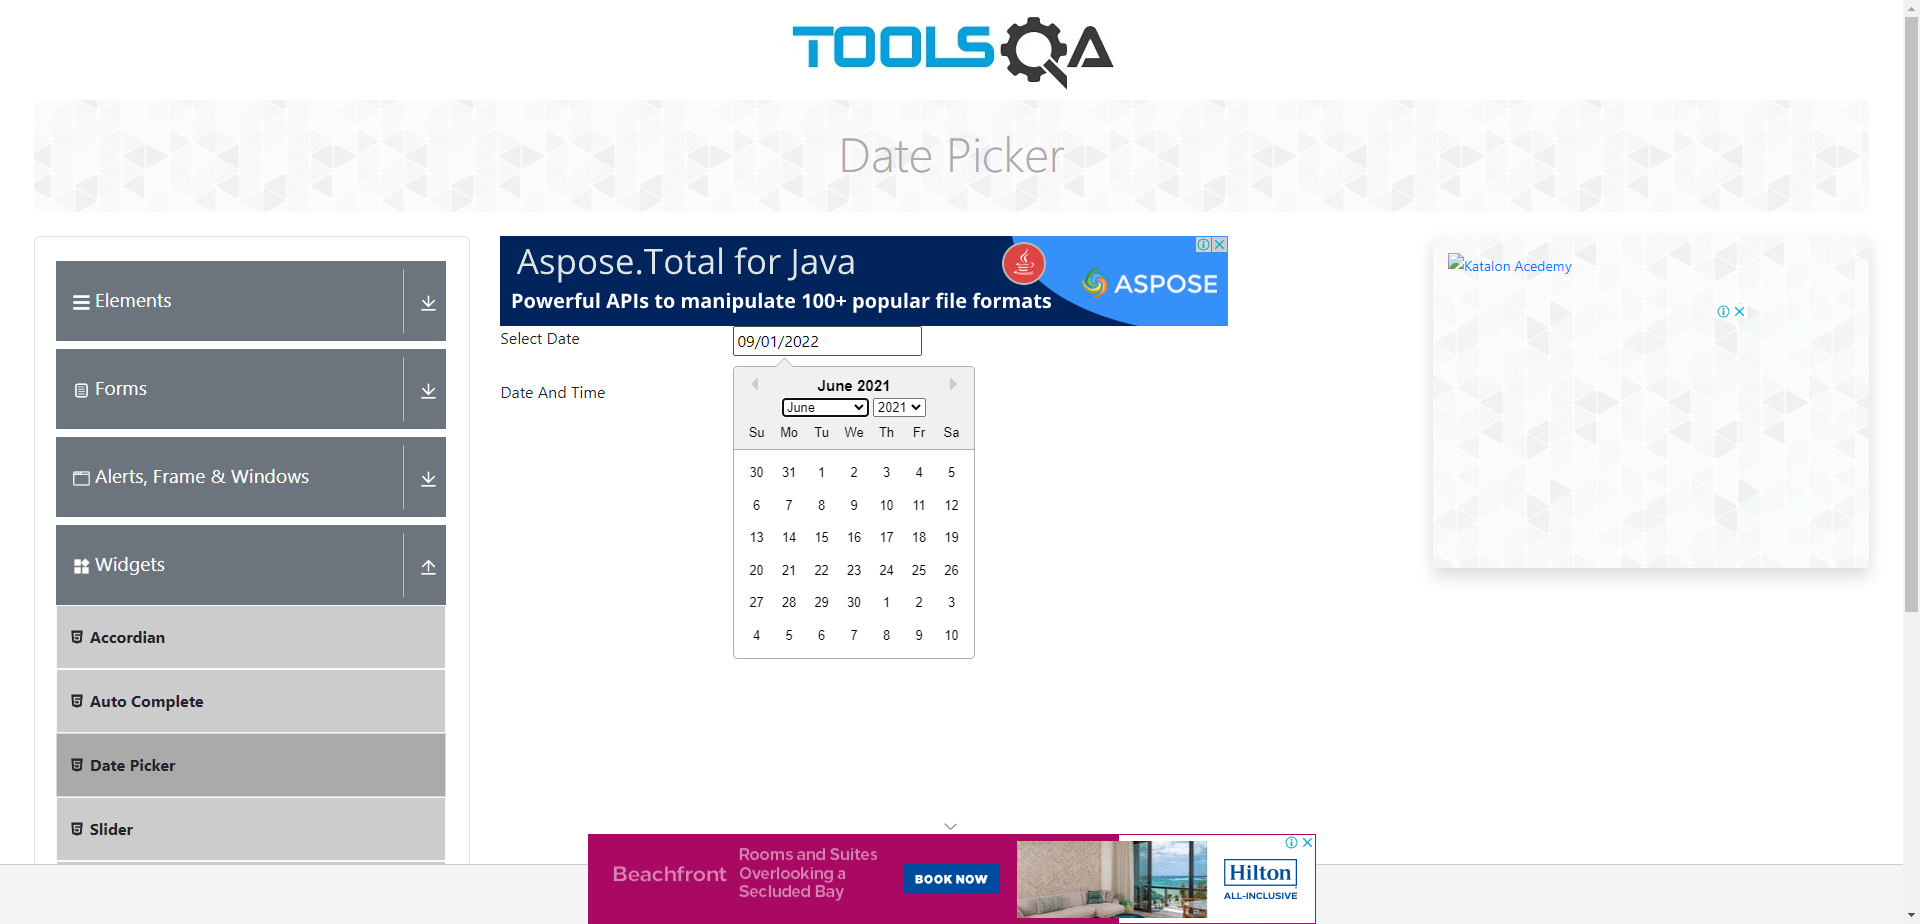 TOOLSQA
Date Picker
Elements
Forms
Alerts, Frame & Windows
Widgets
Accordian
Auto Complete
Date Picker
Slider
Aspose.Total for Java
Powerful APIs to manipulate 100+ popular file formats
ASPOSE
Select Date
09/01/2022
Date And Time
June 2021
June 2021
Su Mo Tu We Th Fr Sa
30 31 1 2 3 4 5
6 7 8 9 10 11 12
13 14 15 16 17 18 19
20 21 22 23 24 25 26
27 28 29 30 1 2 3
4 5 6 7 8 9 10
Katalon Acedemy
Beachfront
Rooms and Suites
Overlooking a
Secluded Bay
BOOK NOW
Hilton
ALL-INCLUSIVE